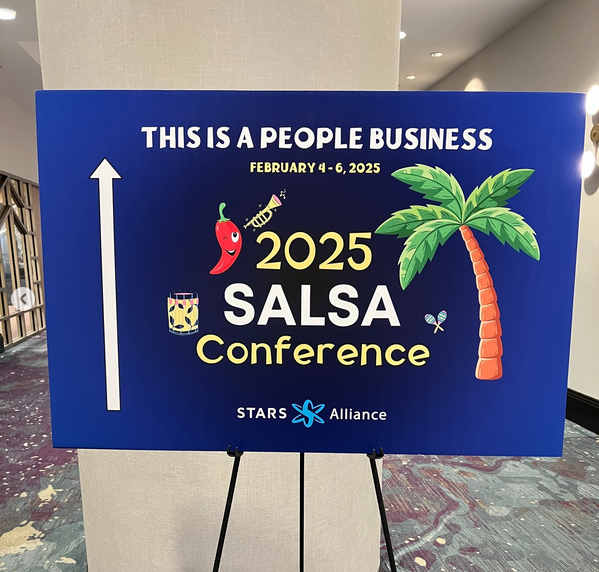 THIS IS A PEOPLE BUSINESS
FEBRUARY 4 - 6, 2025
2025
SALSA
Conference
STARS Alliance